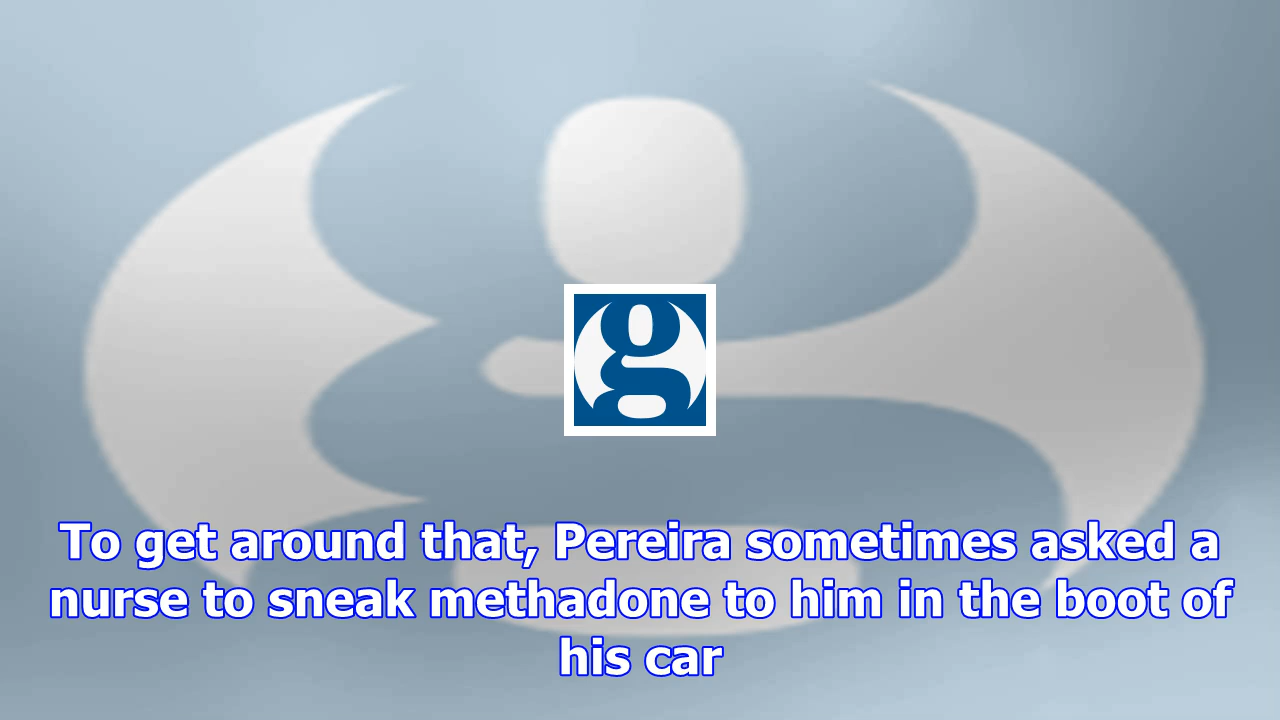 g
To get around that, Pereira sometimes asked a
nurse to sneak methadone to him in the boot of
his car